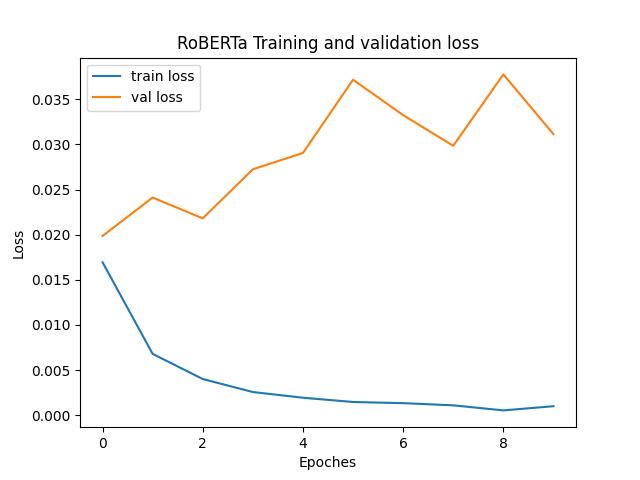 RoBERTa Training and validation loss
train loss
val loss
0.035
0.030
0.025
0.020
0.015
0.010
0.005
0.000
Loss
0 2 4 6 8
Epoches